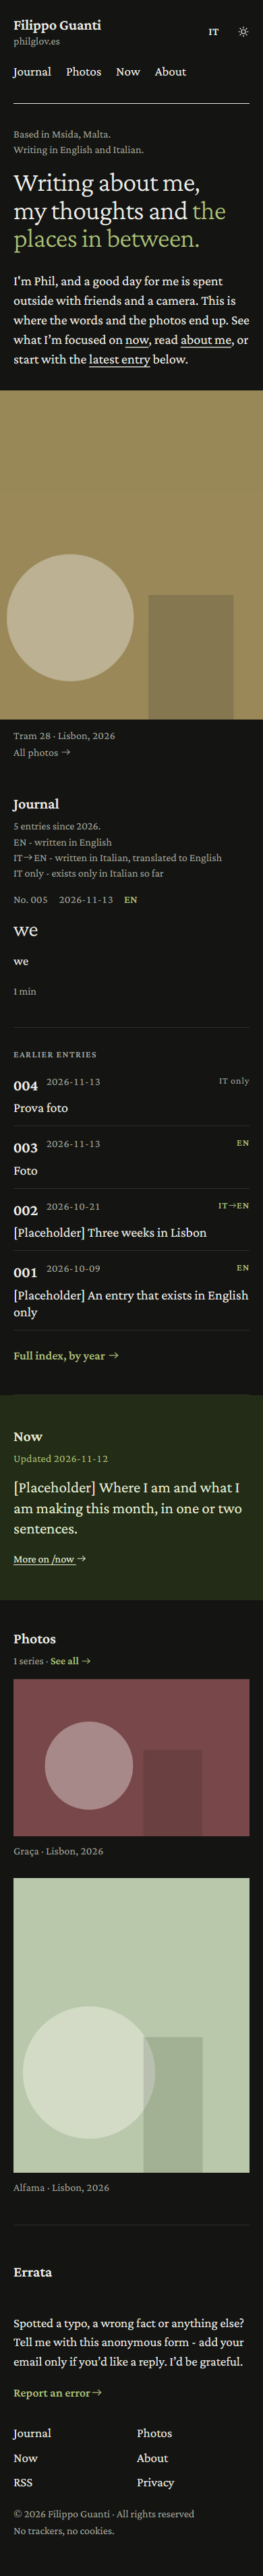 Filippo Guanti
philglov.es
IT
Journal Photos Now About
Based in Msida, Malta.
Writing in English and Italian.
Writing about me,
my thoughts and the
places in between.
I'm Phil, and a good day for me is spent
outside with friends and a camera. This is
where the words and the photos end up. See
what I'm focused on now, read about me, or
start with the latest entry below.
Tram 28 · Lisbon, 2026
All photos →
Journal
5 entries since 2026.
EN - written in English
IT→EN - written in Italian, translated to English
IT only - exists only in Italian so far
No. 005 2026-11-13 EN
we
we
1 min
EARLIER ENTRIES
004 2026-11-13 IT only
Prova foto
003 2026-11-13 EN
Foto
002 2026-10-21 IT→EN
[Placeholder] Three weeks in Lisbon
001 2026-10-09 EN
[Placeholder] An entry that exists in English
only
Full index, by year →
Now
Updated 2026-11-12
[Placeholder] Where I am and what I
am making this month, in one or two
sentences.
More on /now →
Photos
1 series · See all →
Graça · Lisbon, 2026
Alfama · Lisbon, 2026
Errata
Spotted a typo, a wrong fact or anything else?
Tell me with this anonymous form - add your
email only if you'd like a reply. I'd be grateful.
Report an error→
Journal Photos
Now About
RSS Privacy
© 2026 Filippo Guanti · All rights reserved
No trackers, no cookies.